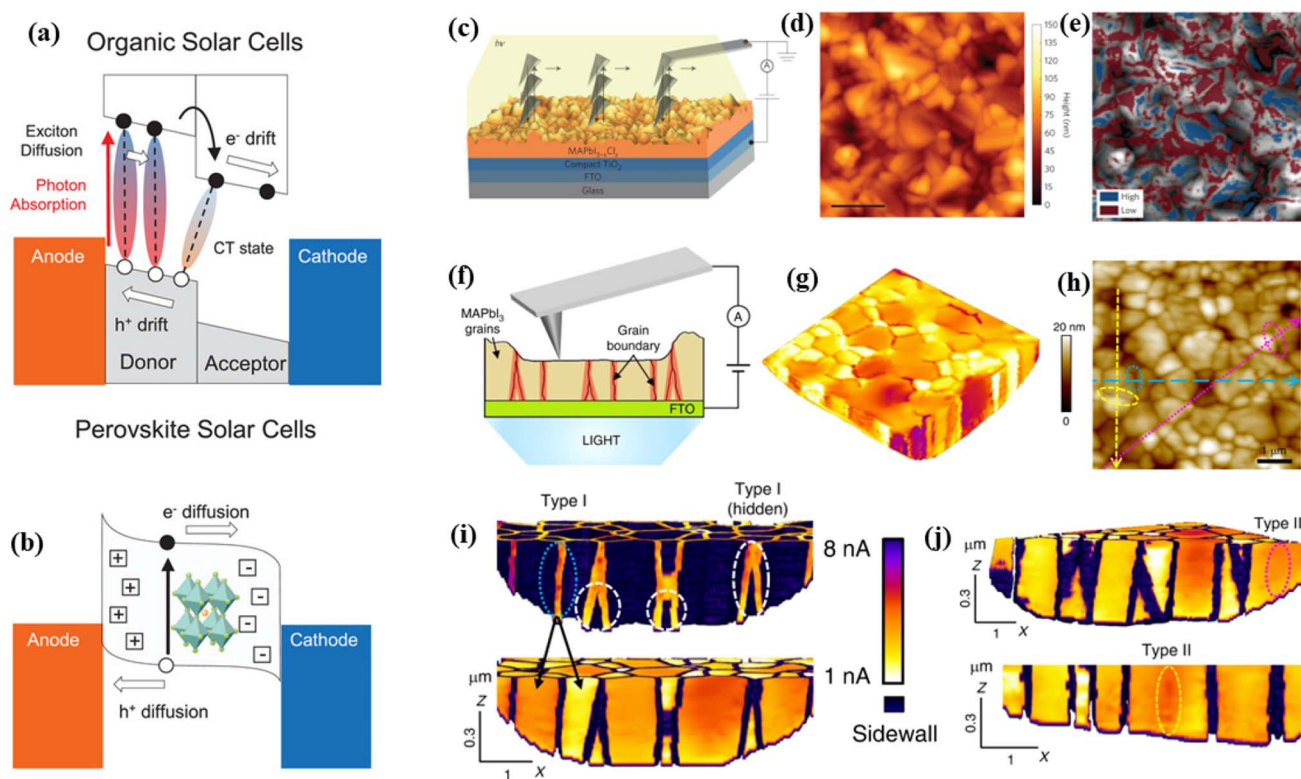 (a)
Organic Solar Cells
Exciton
Diffusion
Photon
Absorption
e- drift
CT state
Anode
Cathode
h+ drift
Donor
Acceptor
Perovskite Solar Cells
(b)
e- diffusion
+
+
+
+
-
-
-
-
Anode
Cathode
h+ diffusion
(c)
hν
A
MAPbI3-xClx
Compact TiO2
FTO
Glass
(d)
150
135
120
105
90
75
60
45
30
15
0
Height (nm)
(e)
High
Low
(f)
MAPbI3
grains
Grain
boundary
A
FTO
LIGHT
(g)
(h)
20 nm
0
1 μm
(i)
Type I
Type I
(hidden)
μm
Z
0.3
1
X
8 nA
1 nA
Sidewall
(j)
Type II
μm
Z
0.3
1
X
Type II
μm
Z
0.3
1
X